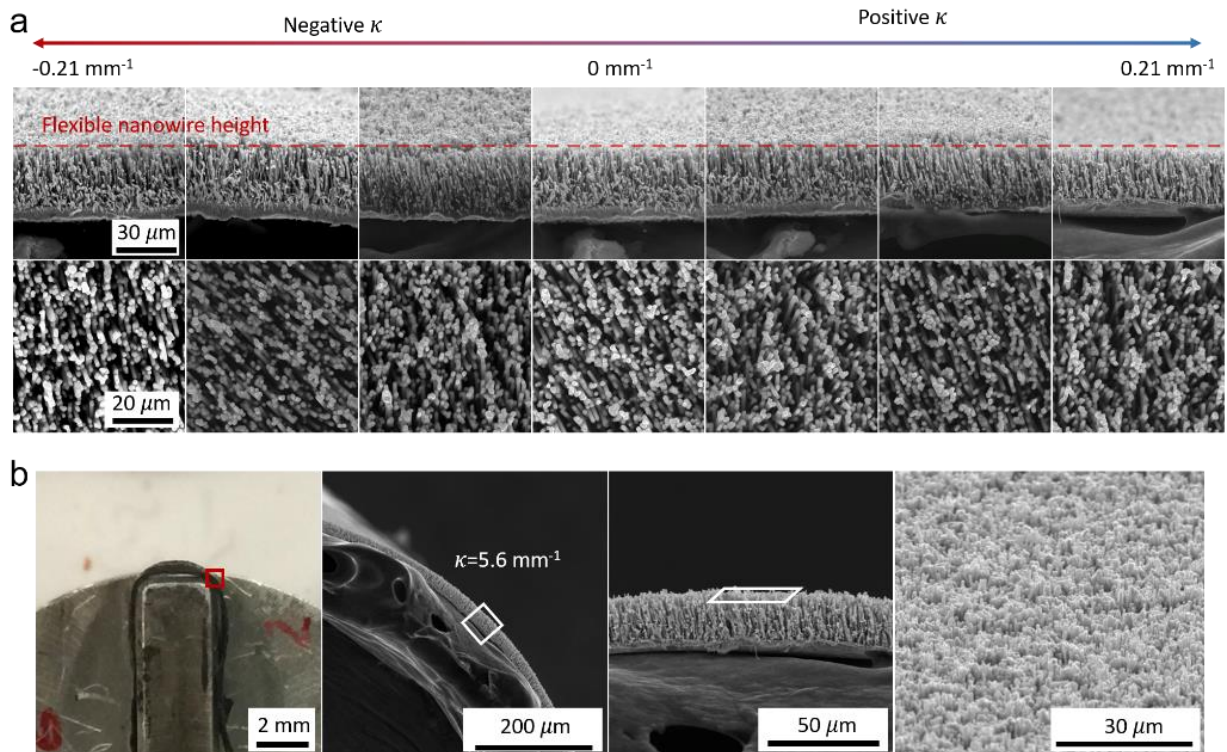 a
Negative κ
Positive κ
-0.21 mm⁻¹
0 mm⁻¹
0.21 mm⁻¹
Flexible nanowire height
30 μm
20 μm
b
κ=5.6 mm⁻¹
2 mm
200 μm
50 μm
30 μm